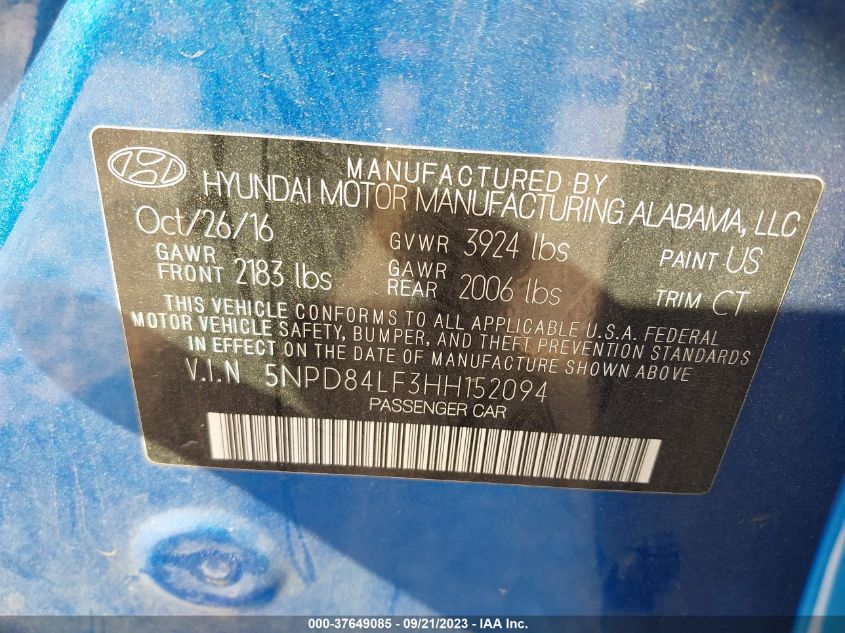 MANUFACTURED BY
HYUNDAI MOTOR MANUFACTURING ALABAMA, LLC
Oct/26/16 GVWR 3924 lbs PAINT US
GAWR FRONT 2183 lbs GAWR REAR 2006 lbs TRIM CT
THIS VEHICLE CONFORMS TO ALL APPLICABLE U.S.A. FEDERAL
MOTOR VEHICLE SAFETY, BUMPER, AND THEFT PREVENTION STANDARDS
IN EFFECT ON THE DATE OF MANUFACTURE SHOWN ABOVE
V.I.N 5NPD84LF3HH152094
PASSENGER CAR
000-37649085 - 09/21/2023 - IAA Inc.